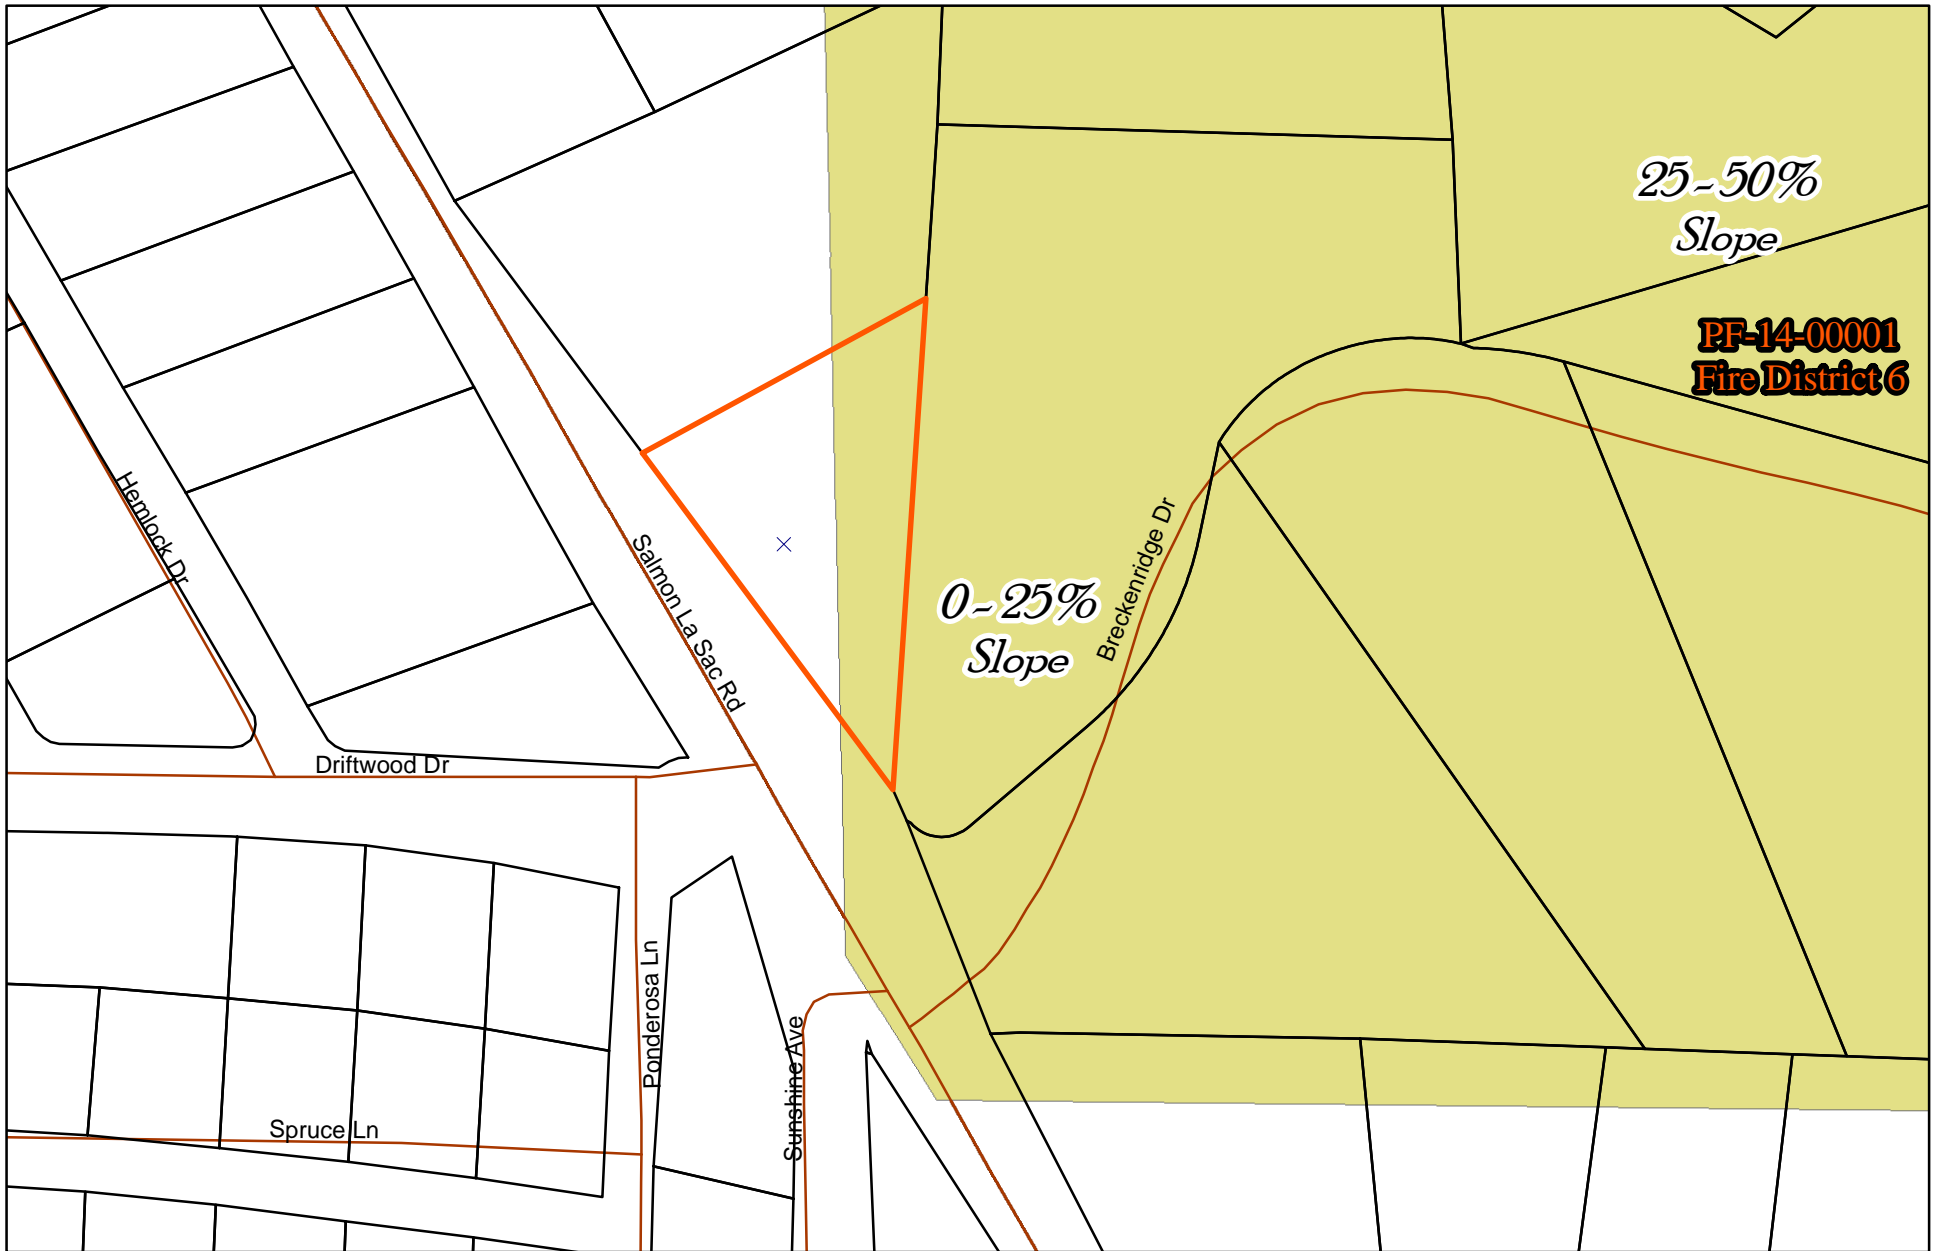 25-50%
Slope
PF-14-00001
Fire District 6
Hemlock Dr
Salmon La Sac Rd
Breckenridge Dr
0-25%
Slope
Driftwood Dr
Ponderosa Ln
Sunshine Ave
Spruce Ln